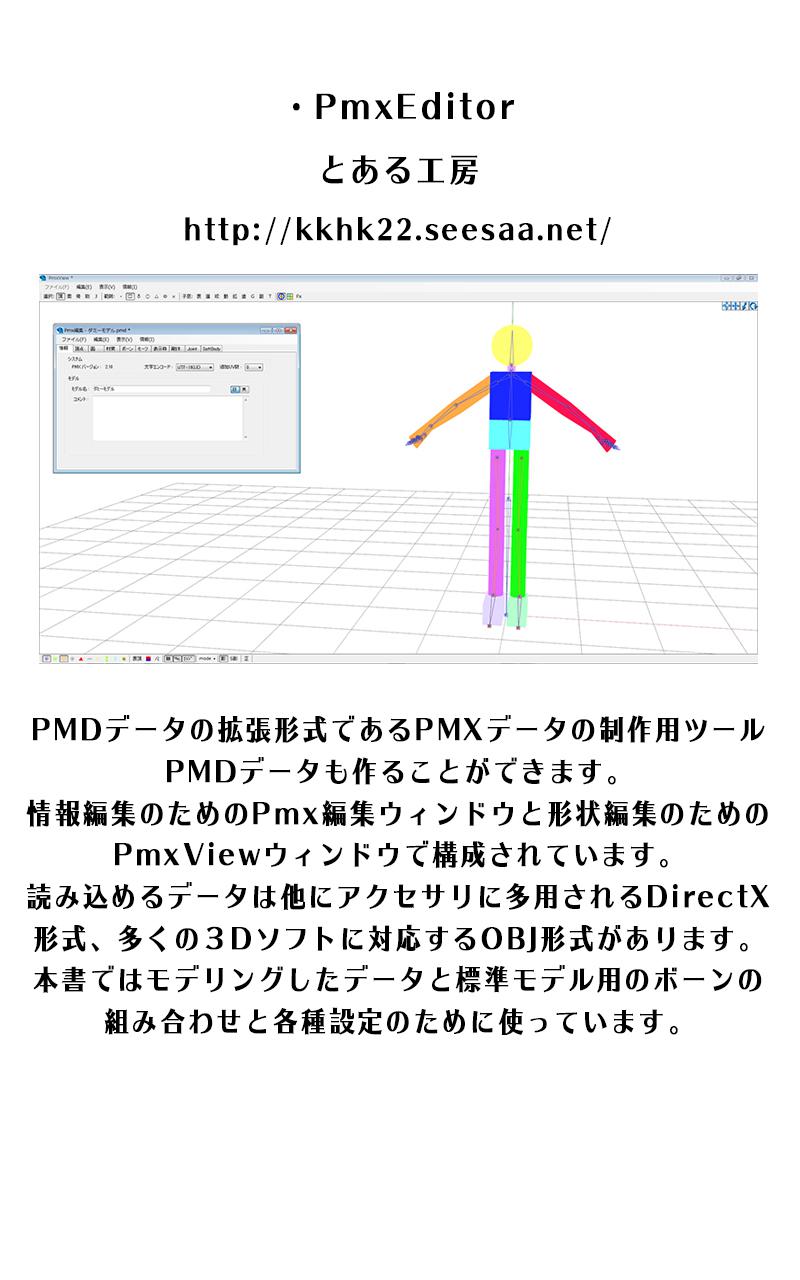 ・PmxEditor
とある工房
http://kkhk22.seesaa.net/
PmxView *
ファイル(F) 編集(E) 表示(V) 情報(I)
Pmx編集 - ダミーモデル.pmd *
ファイル(F) 編集(E) 表示(V) 情報(I)
情報 頂点 面 材質 ボーン モーフ 表示枠 剛体 Joint SoftBody
システム
PMXバージョン : 文字エンコード : 追加UV数 : 0
モデル
モデル名 : ダミーモデル
コメント :
mode
PMDデータの拡張形式であるPMXデータの制作用ツール
PMDデータも作ることができます。
情報編集のためのPmx編集ウィンドウと形状編集のための
PmxViewウィンドウで構成されています。
読み込めるデータは他にアクセサリに多用されるDirectX
形式、多くの３Dソフトに対応するOBJ形式があります。
本書ではモデリングしたデータと標準モデル用のボーンの
組み合わせと各種設定のために使っています。